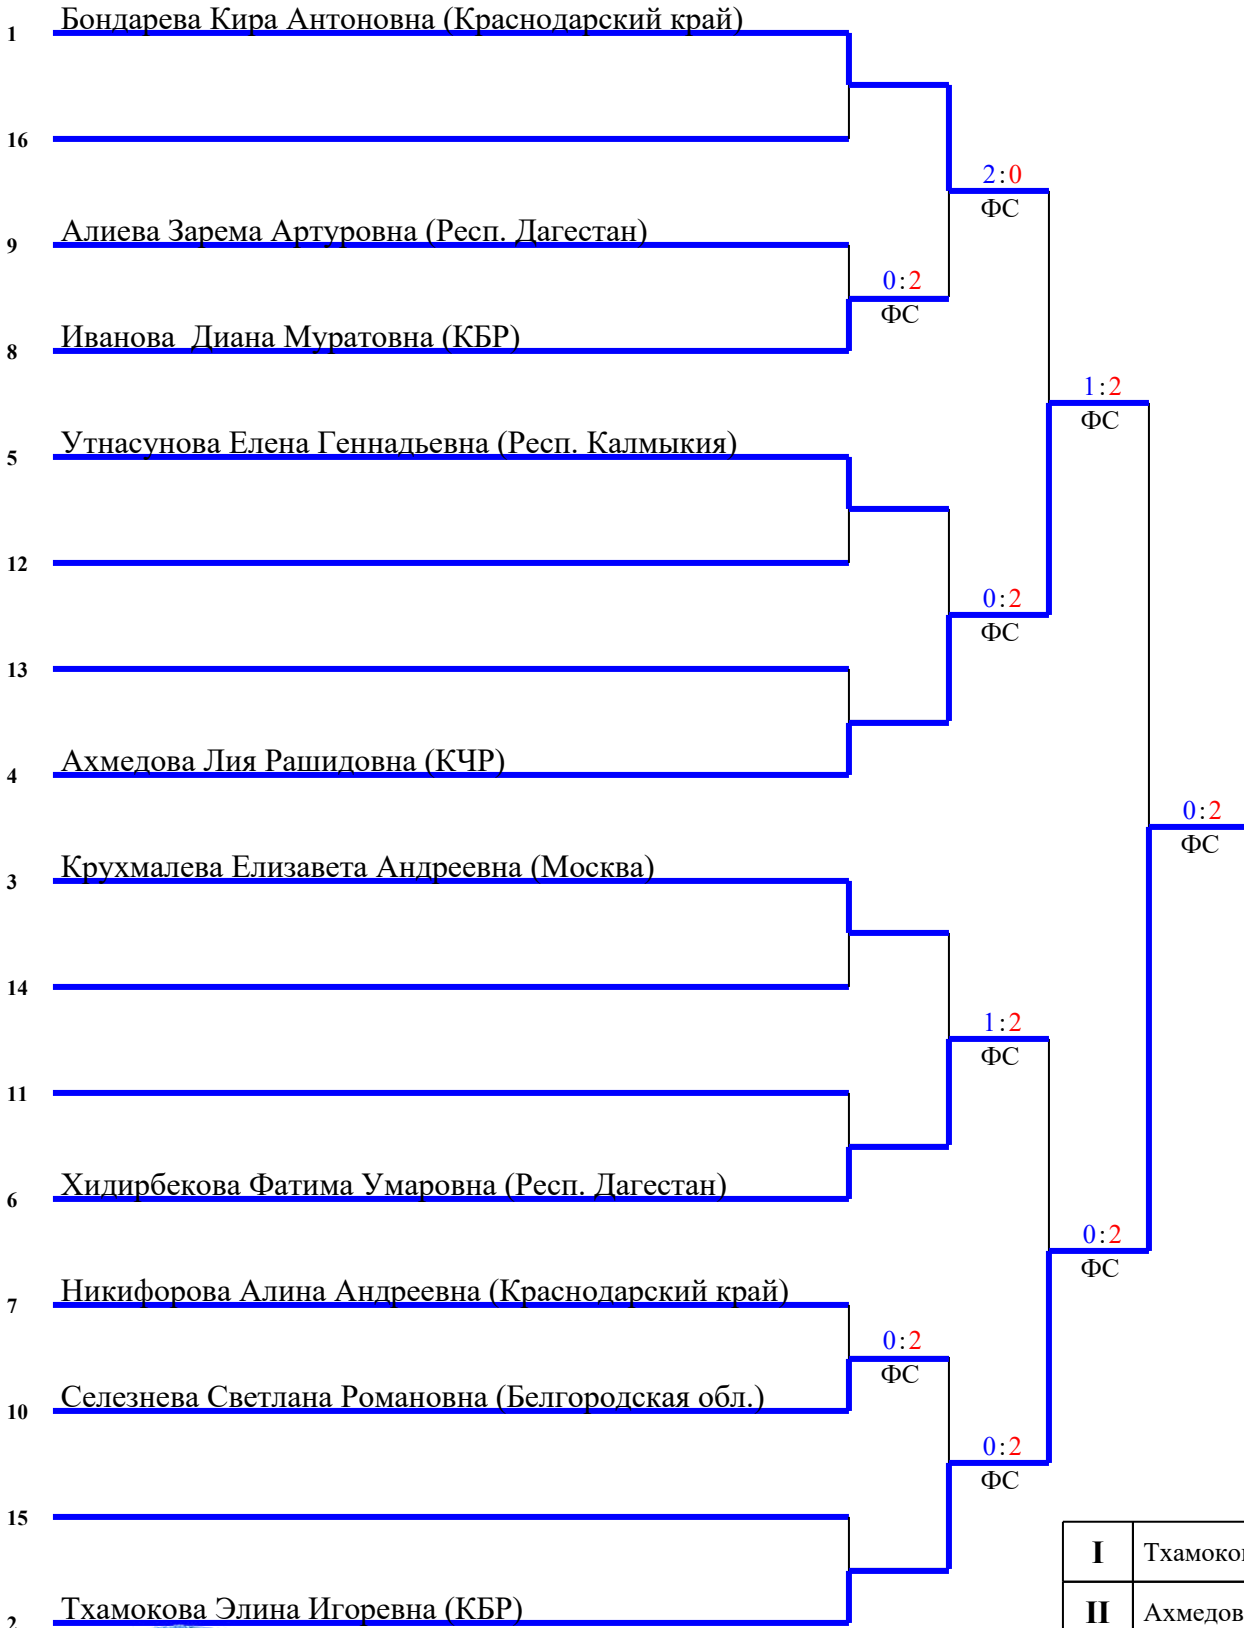 1 Бондарева Кира Антоновна (Краснодарский край)
16
2:0
ФС
9 Алиева Зарема Артуровна (Респ. Дагестан)
0:2
ФС
8 Иванова Диана Муратовна (КБР)
1:2
ФС
5 Утнасунова Елена Геннадьевна (Респ. Калмыкия)
12
0:2
ФС
13
4 Ахмедова Лия Рашидовна (КЧР)
0:2
ФС
3 Крухмалева Елизавета Андреевна (Москва)
14
1:2
ФС
11
6 Хидирбекова Фатима Умаровна (Респ. Дагестан)
0:2
ФС
7 Никифорова Алина Андреевна (Краснодарский край)
0:2
ФС
10 Селезнева Светлана Романовна (Белгородская обл.)
0:2
ФС
15
I
2 Тхамокова Элина Игоревна (КБР)
II